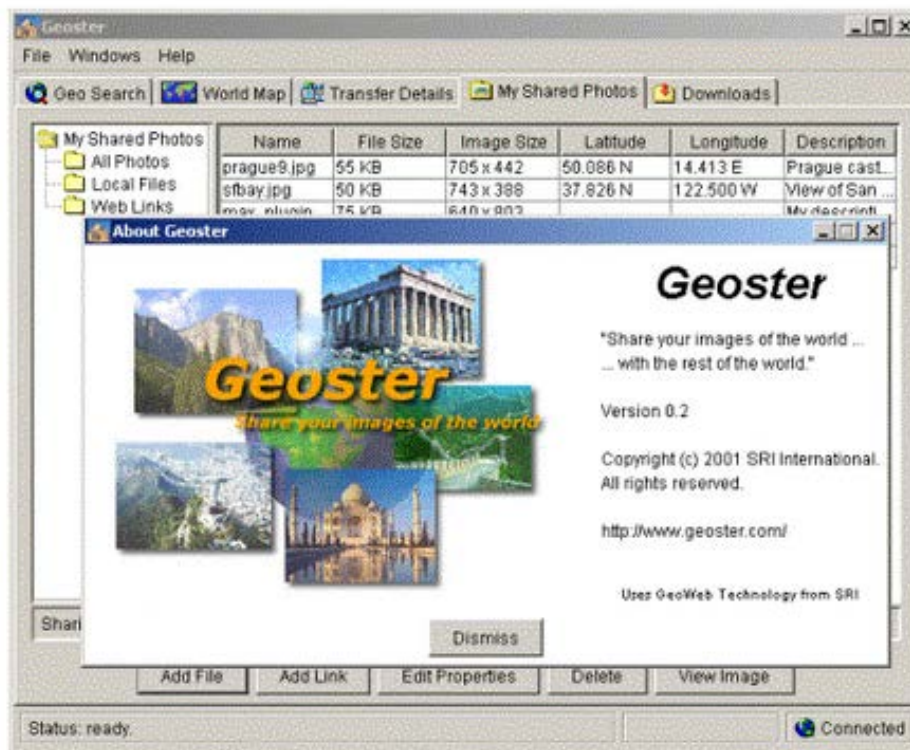 Geoster
File Windows Help
Geo Search World Map Transfer Details My Shared Photos Downloads
My Shared Photos
All Photos
Local Files
Web Links
Name File Size Image Size Latitude Longitude Description
prague9.jpg 55 KB 705 x 442 50.086 N 14.413 E Prague cast...
sfbay.jpg 50 KB 743 x 388 37.826 N 122.500 W View of San ...
75 KB
About Geoster
Geoster
Share your images of the world
Geoster
"Share your images of the world ...
... with the rest of the world."
Version 0.2
Copyright (c) 2001 SRI International.
All rights reserved.
http://www.geoster.com/
Uses GeoWeb Technology from SRI
Dismiss
Shari
Add File Add Link Edit Properties Delete View Image
Status: ready. Connected